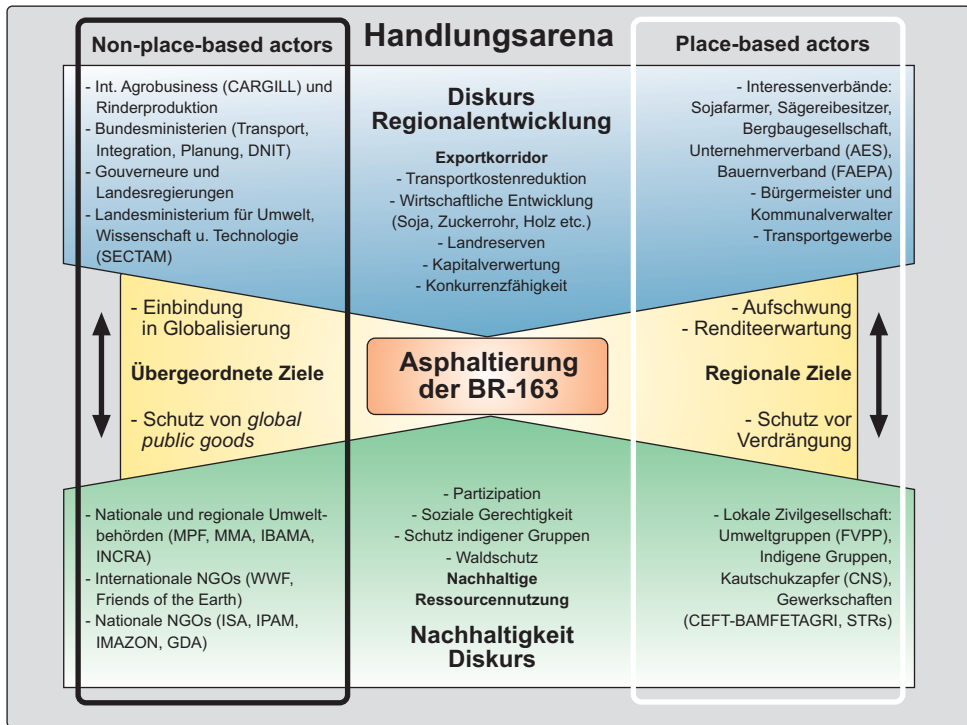 Handlungsarena
Non-place-based actors
- Int. Agrobusiness (CARGILL) und
Rinderproduktion
- Bundesministerien (Transport,
Integration, Planung, DNIT)
- Gouverneure und
Landesregierungen
- Landesministerium für Umwelt,
Wissenschaft u. Technologie
(SECTAM)
Diskurs
Regionalentwicklung
Exportkorridor
- Transportkostenreduktion
- Wirtschaftliche Entwicklung
(Soja, Zuckerrohr, Holz etc.)
- Landreserven
- Kapitalverwertung
- Konkurrenzfähigkeit
Place-based actors
- Interessenverbände:
Sojafarmer, Sägereibesitzer,
Bergbaugesellschaft,
Unternehmerverband (AES),
Bauernverband (FAEPA)
- Bürgermeister und
Kommunalverwalter
- Transportgewerbe
- Einbindung
in Globalisierung
Übergeordnete Ziele
- Schutz von global
public goods
Asphaltierung
der BR-163
- Aufschwung
- Renditeerwartung
Regionale Ziele
- Schutz vor
Verdrängung
- Nationale und regionale Umwelt-
behörden (MPF, MMA, IBAMA,
INCRA)
- Internationale NGOs (WWF,
Friends of the Earth)
- Nationale NGOs (ISA, IPAM,
IMAZON, GDA)
- Partizipation
- Soziale Gerechtigkeit
- Schutz indigener Gruppen
- Waldschutz
Nachhaltige
Ressourcennutzung
Nachhaltigkeit
Diskurs
- Lokale Zivilgesellschaft:
Umweltgruppen (FVPP),
Indigene Gruppen,
Kautschukzapfer (CNS),
Gewerkschaften
(CEFT-BAMFETAGRI, STRs)